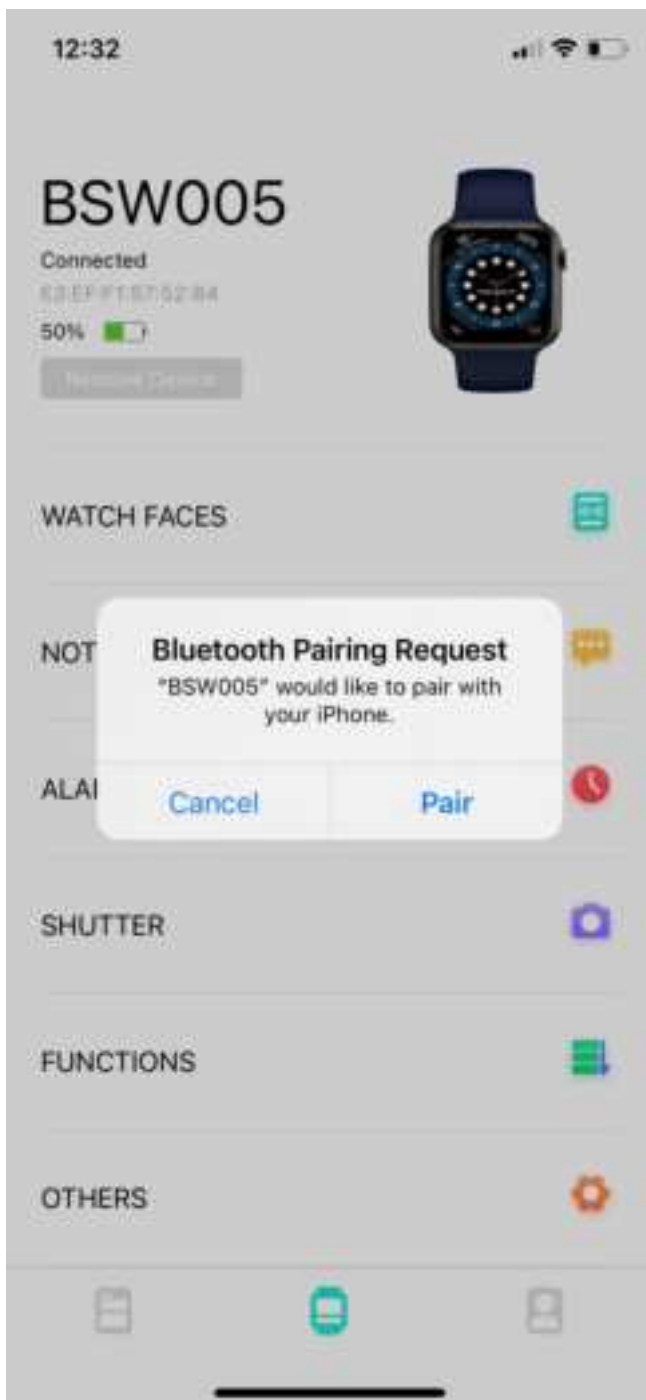 12:32
BSW005
Connected
50%
WATCH FACES
NOT
Bluetooth Pairing Request
"BSW005" would like to pair with
your iPhone.
ALAI
Cancel
Pair
SHUTTER
FUNCTIONS
OTHERS